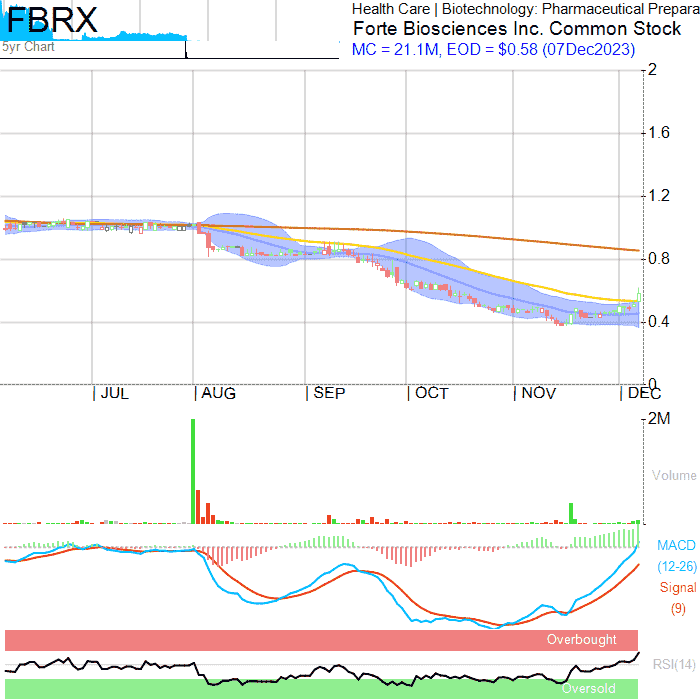 FBRX
5yr Chart
Health Care | Biotechnology: Pharmaceutical Prepara
Forte Biosciences Inc. Common Stock
MC = 21.1M, EOD = $0.58 (07Dec2023)
2
1.6
1.2
0.8
0.4
0
JUL AUG SEP OCT NOV DEC
2M
Volume
MACD
(12-26)
Signal
(9)
Overbought
RSI(14)
Oversold